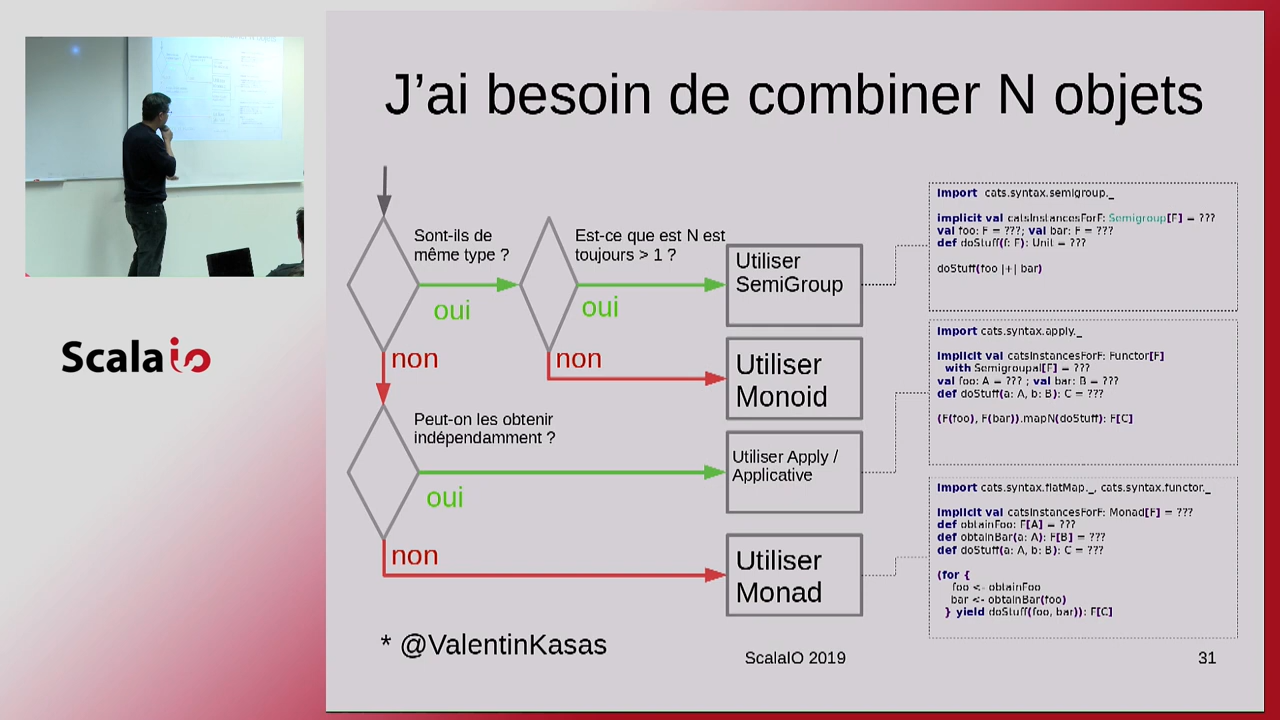 J'ai besoin de combiner N objets
Sont-ils de
même type ?
oui
non
Est-ce que est N est
toujours > 1 ?
oui
non
Utiliser
SemiGroup
Utiliser
Monoid
Peut-on les obtenir
indépendamment ?
oui
non
Utiliser Apply /
Applicative
Utiliser
Monad
Import cats.syntax.semigroup._
implicit val catsInstancesForF: Semigroup[F] = ???
val foo: F = ???; val bar: F = ???
def doStuff(f: F): Unit = ???
doStuff(foo |+| bar)
Import cats.syntax.apply._
Implicit val catsInstancesForF: Functor[F]
with Semigroupal[F] = ???
val foo: A = ??? ; val bar: B = ???
def doStuff(a: A, b: B): C = ???
(F(foo), F(bar)).mapN(doStuff): F[C]
Import cats.syntax.flatMap._, cats.syntax.functor._
Implicit val catsInstancesForF: Monad[F] = ???
def obtainFoo: F[A] = ???
def obtainBar(a: A): F[B] = ???
def doStuff(a: A, b: B): C = ???
(for {
foo <- obtainFoo
bar <- obtainBar(foo)
} yield doStuff(foo, bar)): F[C]
* @ValentinKasas
ScalaIO 2019
31
Scala io